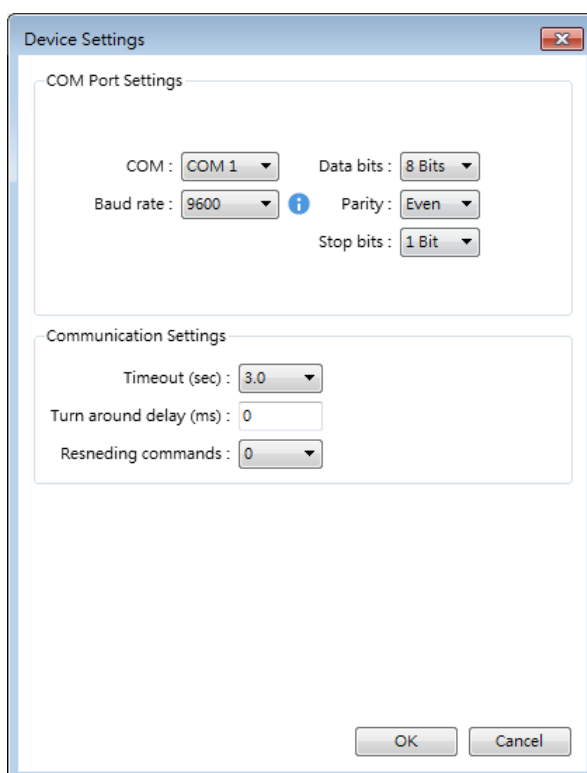 Device Settings
COM Port Settings
COM : COM 1 Data bits : 8 Bits
Baud rate : 9600 Parity : Even
Stop bits : 1 Bit
Communication Settings
Timeout (sec) : 3.0
Turn around delay (ms) : 0
Resneding commands : 0
OK Cancel